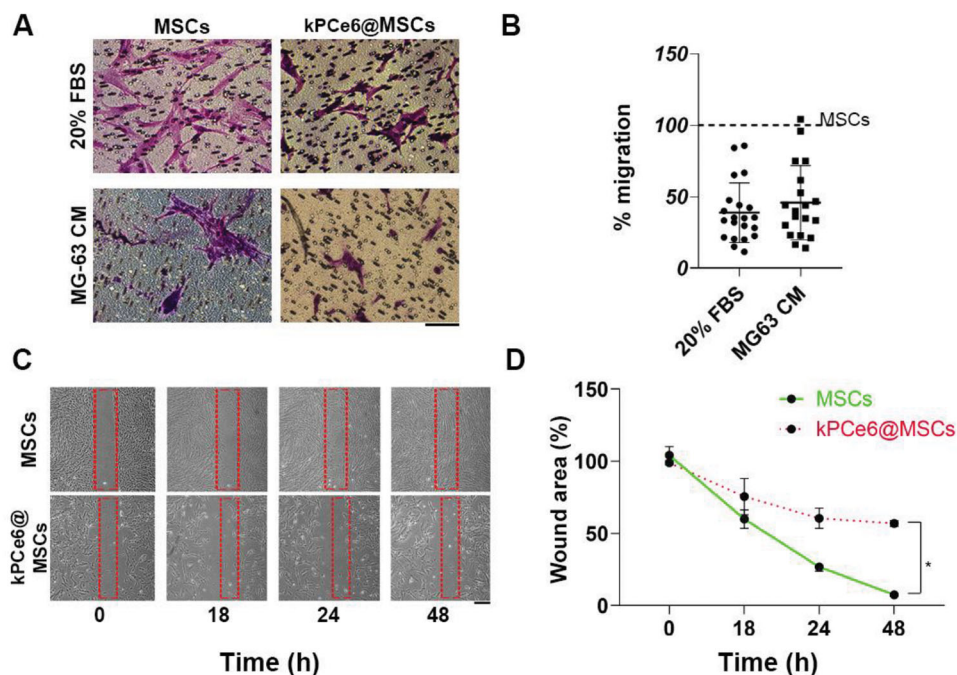 A
MSCs
kPCe6@MSCs
20% FBS
MG-63 CM
B
% migration
150
100
50
0
MSCs
20% FBS
MG63 CM
C
MSCs
kPCe6@
MSCs
0
18
24
48
Time (h)
D
Wound area (%)
150
100
50
0
MSCs
kPCe6@MSCs
*
0
18
24
48
Time (h)